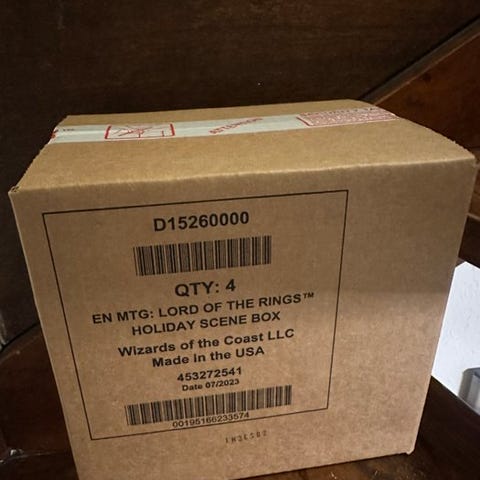 ATTENTION
D15260000
QTY: 4
EN MTG: LORD OF THE RINGS™
HOLIDAY SCENE BOX
Wizards of the Coast LLC
Made in the USA
453272541
Date 07/2023
00195166233574